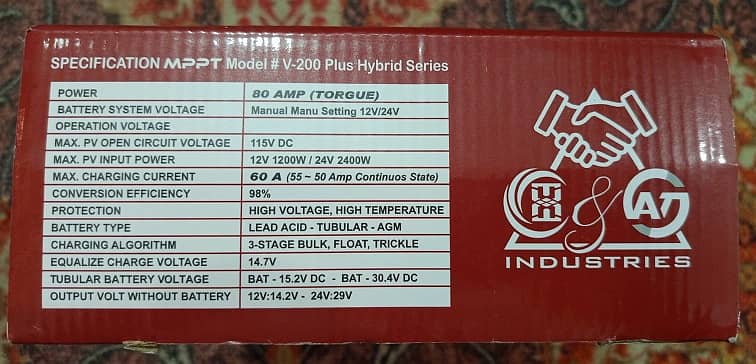 SPECIFICATION MPPT Model # V-200 Plus Hybrid Series
POWER 80 AMP (TORGUE)
BATTERY SYSTEM VOLTAGE Manual Manu Setting 12V/24V
OPERATION VOLTAGE
MAX. PV OPEN CIRCUIT VOLTAGE 115V DC
MAX. PV INPUT POWER 12V 1200W / 24V 2400W
MAX. CHARGING CURRENT 60 A (55 ~ 50 Amp Continuos State)
CONVERSION EFFICIENCY 98%
PROTECTION HIGH VOLTAGE, HIGH TEMPERATURE
BATTERY TYPE LEAD ACID - TUBULAR - AGM
CHARGING ALGORITHM 3-STAGE BULK, FLOAT, TRICKLE
EQUALIZE CHARGE VOLTAGE 14.7V
TUBULAR BATTERY VOLTAGE BAT - 15.2V DC - BAT - 30.4V DC
OUTPUT VOLT WITHOUT BATTERY 12V:14.2V - 24V:29V
&
INDUSTRIES